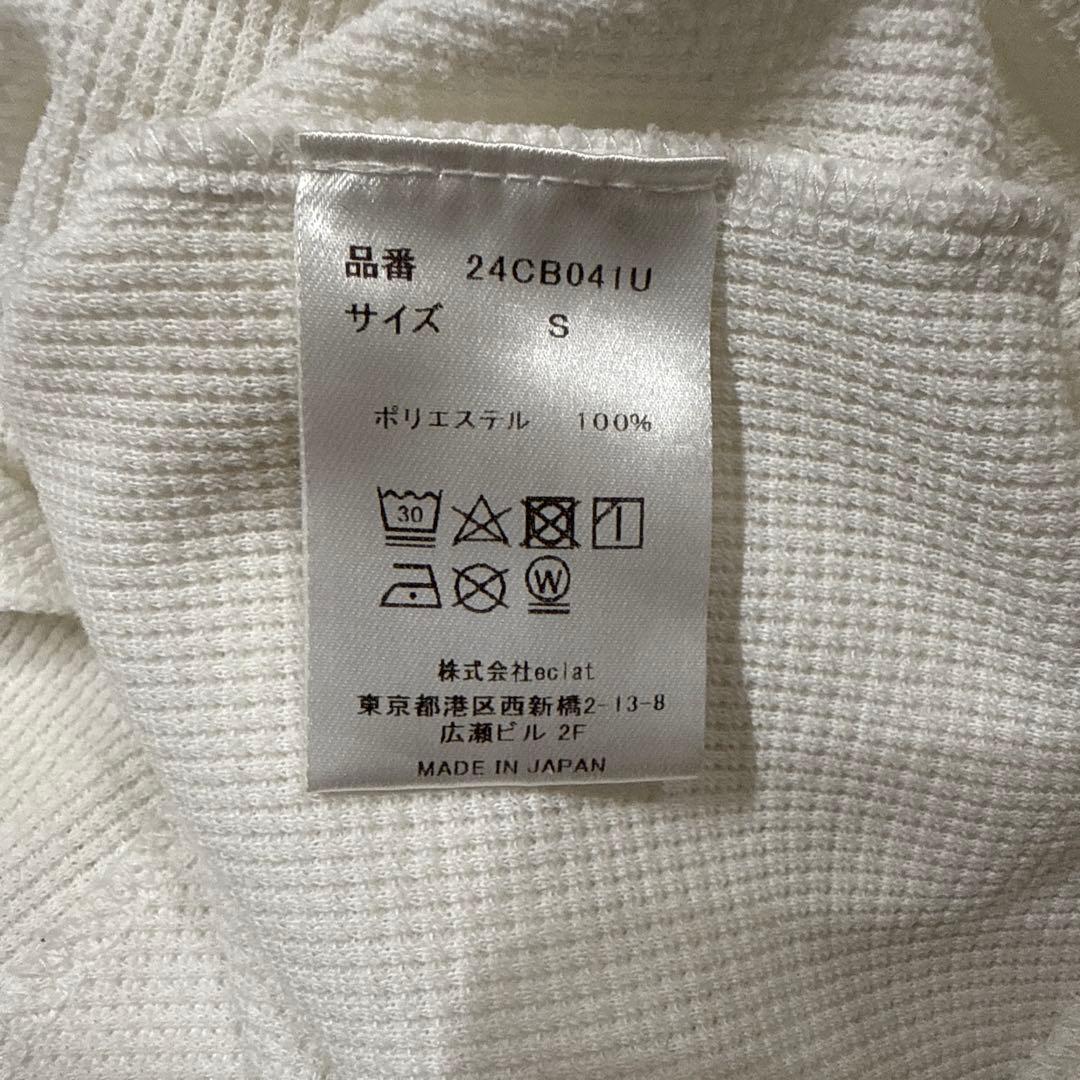 品番 24CB041U
サイズ S
ポリエステル 100%
30
W
株式会社eclat
東京都港区西新橋2-13-8
広瀬ビル 2F
MADE IN JAPAN